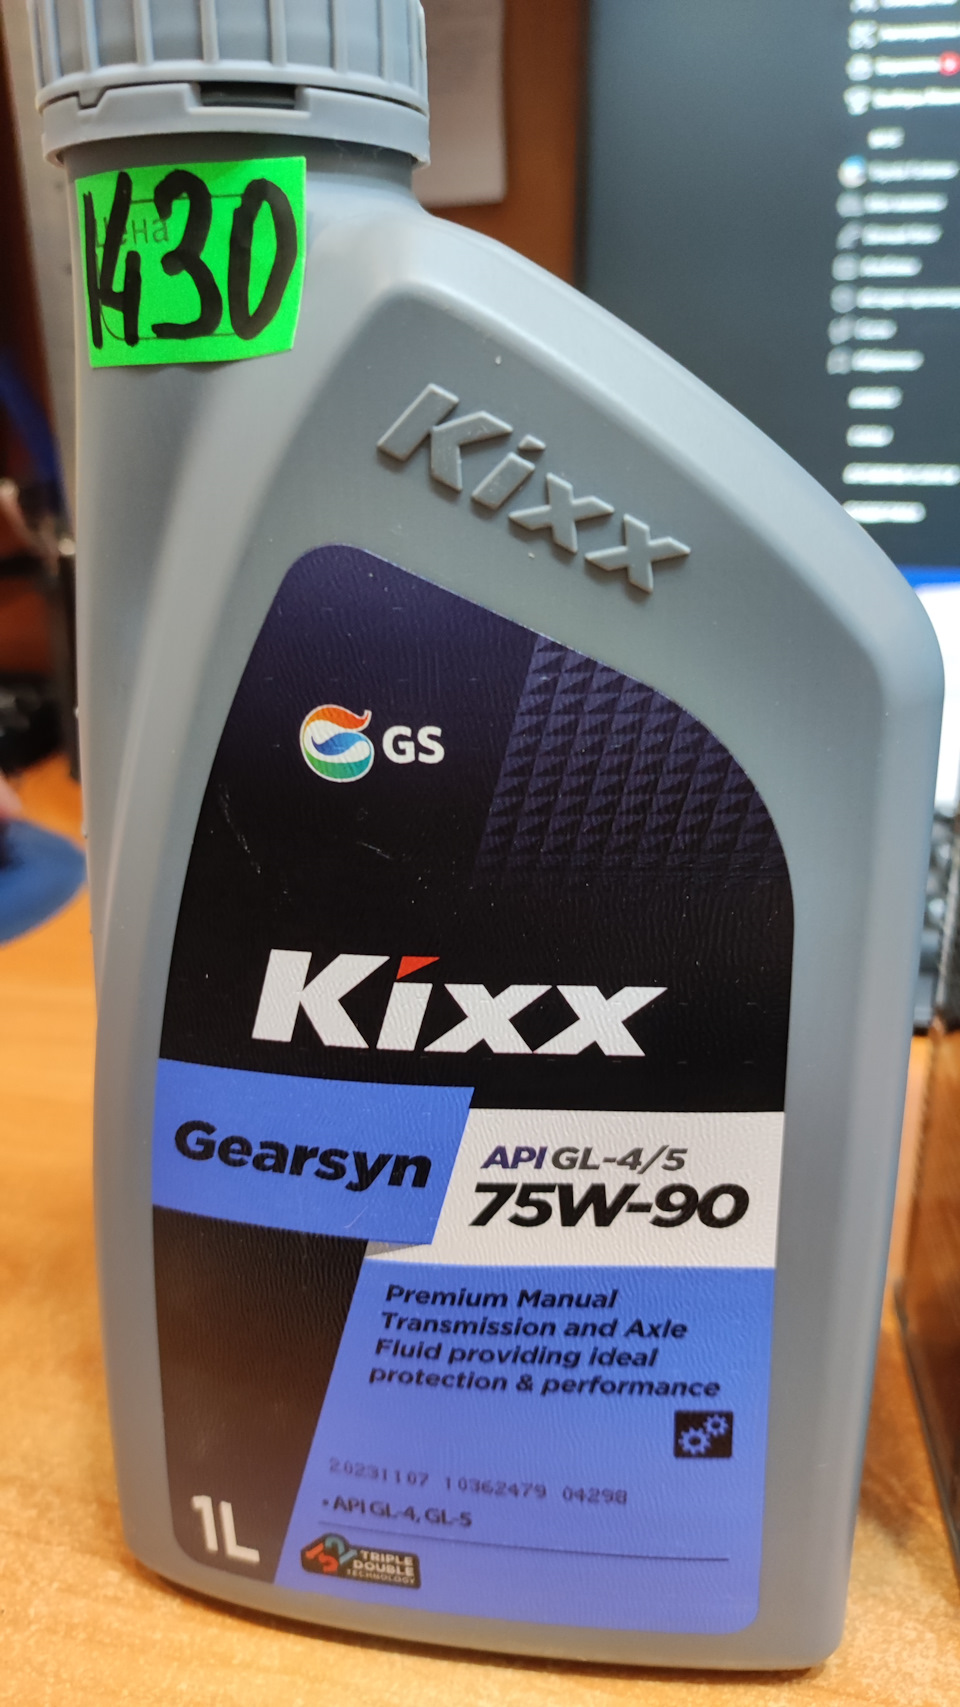 цена
1430
Kixx
GS
Kixx
Gearsyn
API GL-4/5
75W-90
Premium Manual
Transmission and Axle
Fluid providing ideal
protection & performance
20231107 10362479 04298
• API GL-4, GL-5
1L
TRIPLE
DOUBLE
TECHNOLOGY